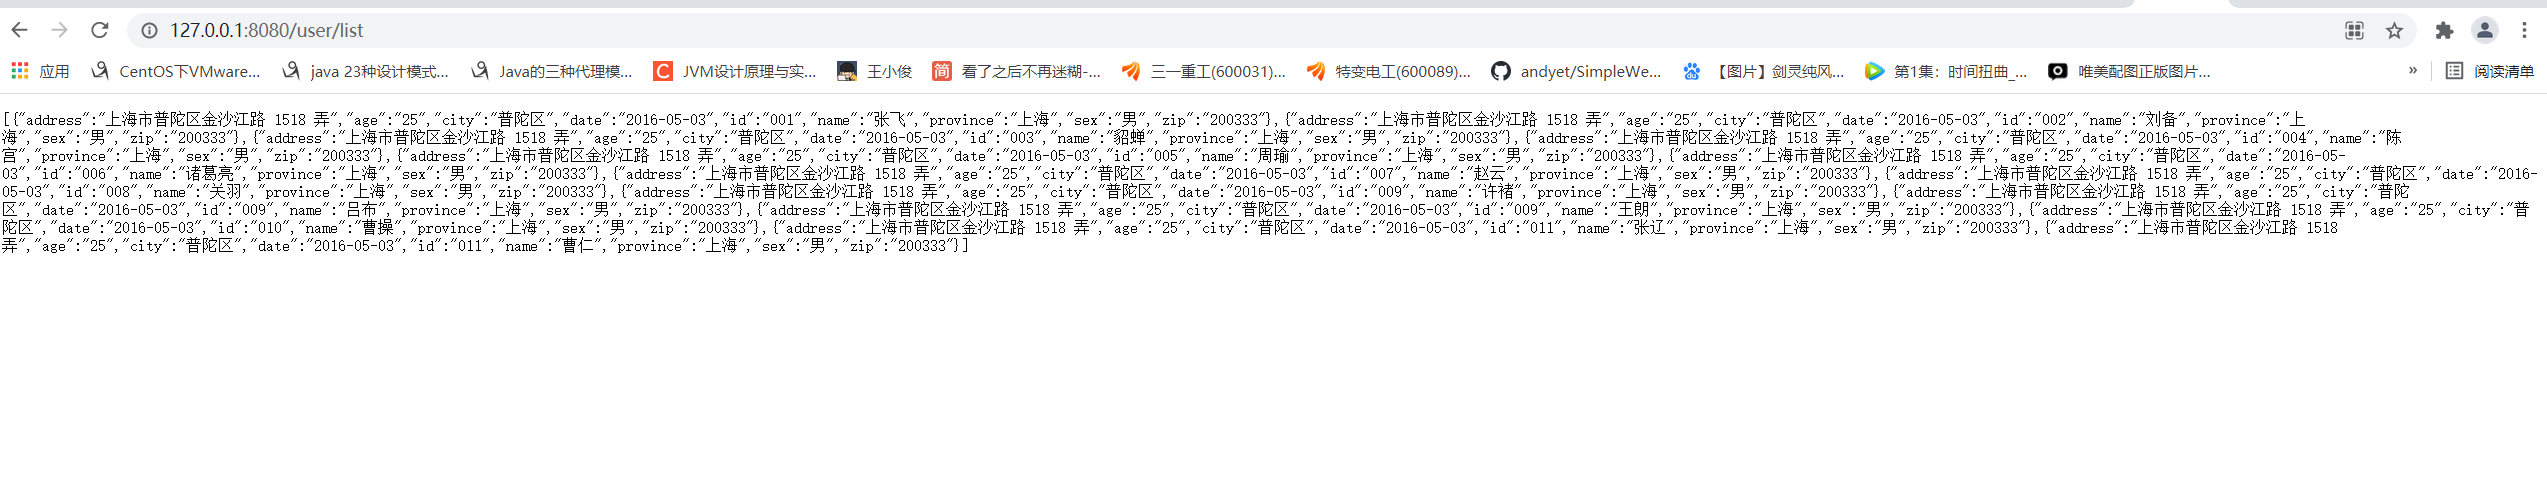 127.0.0.1:8080/user/list
应用 CentOS下VMware... java 23种设计模式... Java的三种代理模... JVM设计原理与实... 王小俊 看了之后不再迷糊-... 三一重工(600031)... 特变电工(600089)... andyet/SimpleWe... 【图片】剑灵纯风... 第1集：时间扭曲_... 唯美配图正版图片... » 阅读清单
[{"address":"上海市普陀区金沙江路 1518 弄","age":"25","city":"普陀区","date":"2016-05-03","id":"001","name":"张飞","province":"上海","sex":"男","zip":"200333"},{"address":"上海市普陀区金沙江路 1518 弄","age":"25","city":"普陀区","date":"2016-05-03","id":"002","name":"刘备","province":"上
海","sex":"男","zip":"200333"},{"address":"上海市普陀区金沙江路 1518 弄","age":"25","city":"普陀区","date":"2016-05-03","id":"003","name":"貂蝉","province":"上海","sex":"男","zip":"200333"},{"address":"上海市普陀区金沙江路 1518 弄","age":"25","city":"普陀区","date":"2016-05-03","id":"004","name":"陈
宫","province":"上海","sex":"男","zip":"200333"},{"address":"上海市普陀区金沙江路 1518 弄","age":"25","city":"普陀区","date":"2016-05-03","id":"005","name":"周瑜","province":"上海","sex":"男","zip":"200333"},{"address":"上海市普陀区金沙江路 1518 弄","age":"25","city":"普陀区","date":"2016-05-
03","id":"006","name":"诸葛亮","province":"上海","sex":"男","zip":"200333"},{"address":"上海市普陀区金沙江路 1518 弄","age":"25","city":"普陀区","date":"2016-05-03","id":"007","name":"赵云","province":"上海","sex":"男","zip":"200333"},{"address":"上海市普陀区金沙江路 1518 弄","age":"25","city":"普陀区","date":"2016-
05-03","id":"008","name":"关羽","province":"上海","sex":"男","zip":"200333"},{"address":"上海市普陀区金沙江路 1518 弄","age":"25","city":"普陀区","date":"2016-05-03","id":"009","name":"许褚","province":"上海","sex":"男","zip":"200333"},{"address":"上海市普陀区金沙江路 1518 弄","age":"25","city":"普陀
区","date":"2016-05-03","id":"009","name":"吕布","province":"上海","sex":"男","zip":"200333"},{"address":"上海市普陀区金沙江路 1518 弄","age":"25","city":"普陀区","date":"2016-05-03","id":"009","name":"王朗","province":"上海","sex":"男","zip":"200333"},{"address":"上海市普陀区金沙江路 1518 弄","age":"25","city":"普
陀区","date":"2016-05-03","id":"010","name":"曹操","province":"上海","sex":"男","zip":"200333"},{"address":"上海市普陀区金沙江路 1518 弄","age":"25","city":"普陀区","date":"2016-05-03","id":"011","name":"张辽","province":"上海","sex":"男","zip":"200333"},{"address":"上海市普陀区金沙江路 1518
弄","age":"25","city":"普陀区","date":"2016-05-03","id":"011","name":"曹仁","province":"上海","sex":"男","zip":"200333"}]